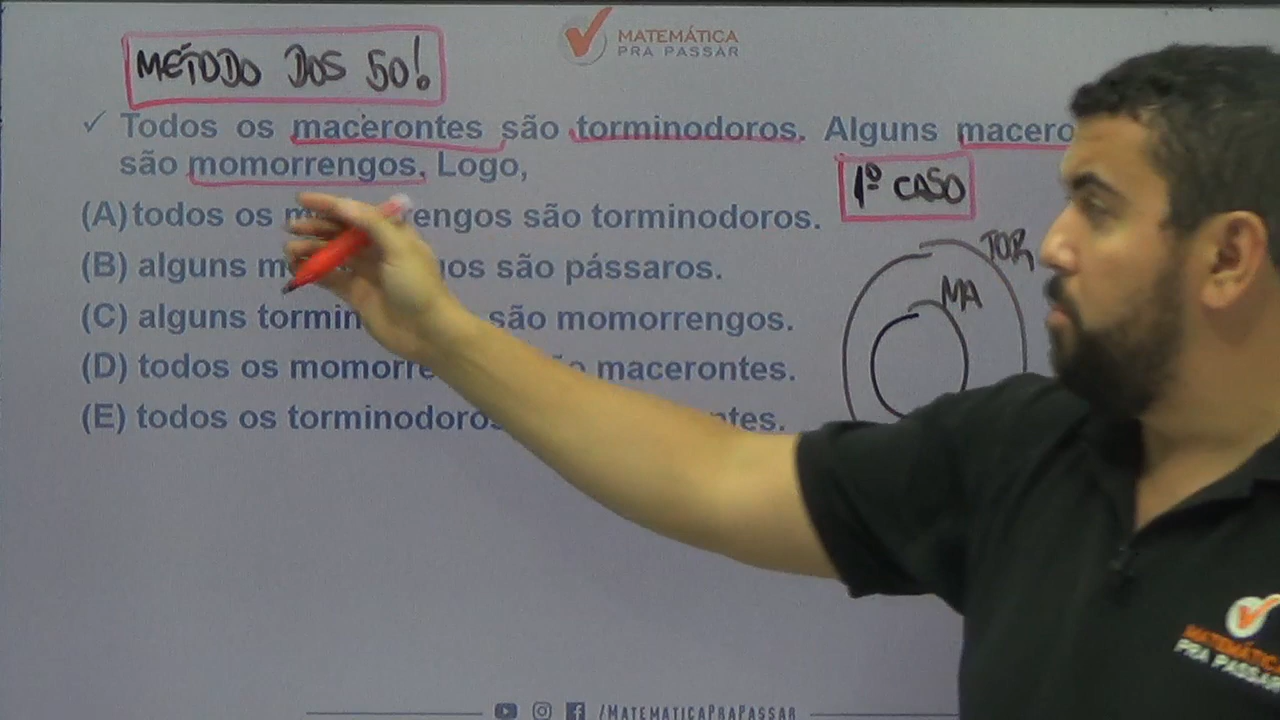 MATEMÁTICA
PRA PASSAR
MÉTODO DOS 50!
✓ Todos os macerontes são torminodoros. Alguns macero
são momorrengos. Logo,
1º CASO
(A) todos os m rengos são torminodoros.
(B) alguns m os são pássaros.
(C) alguns tormin são momorrengos.
(D) todos os momorre macerontes.
(E) todos os torminodoros ntes.
TOR
MA
MATEMÁTICA
PRA PASSAR
/MATEMATICAPRAPASSAR